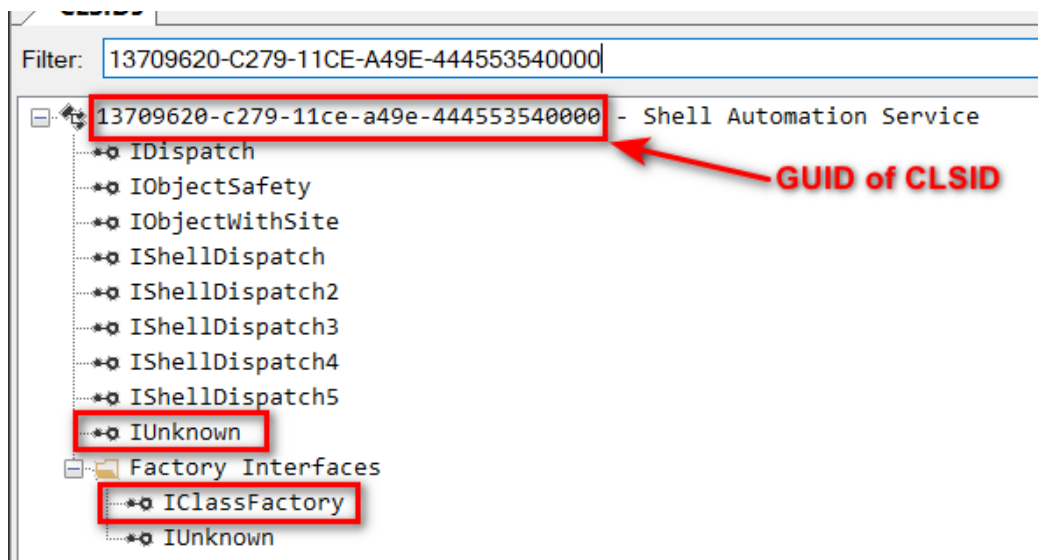 CLSIDs
Filter: 13709620-C279-11CE-A49E-444553540000
13709620-c279-11ce-a49e-444553540000 - Shell Automation Service
IDispatch
GUID of CLSID
IObjectSafety
IObjectWithSite
IShellDispatch
IShellDispatch2
IShellDispatch3
IShellDispatch4
IShellDispatch5
IUnknown
Factory Interfaces
IClassFactory
IUnknown